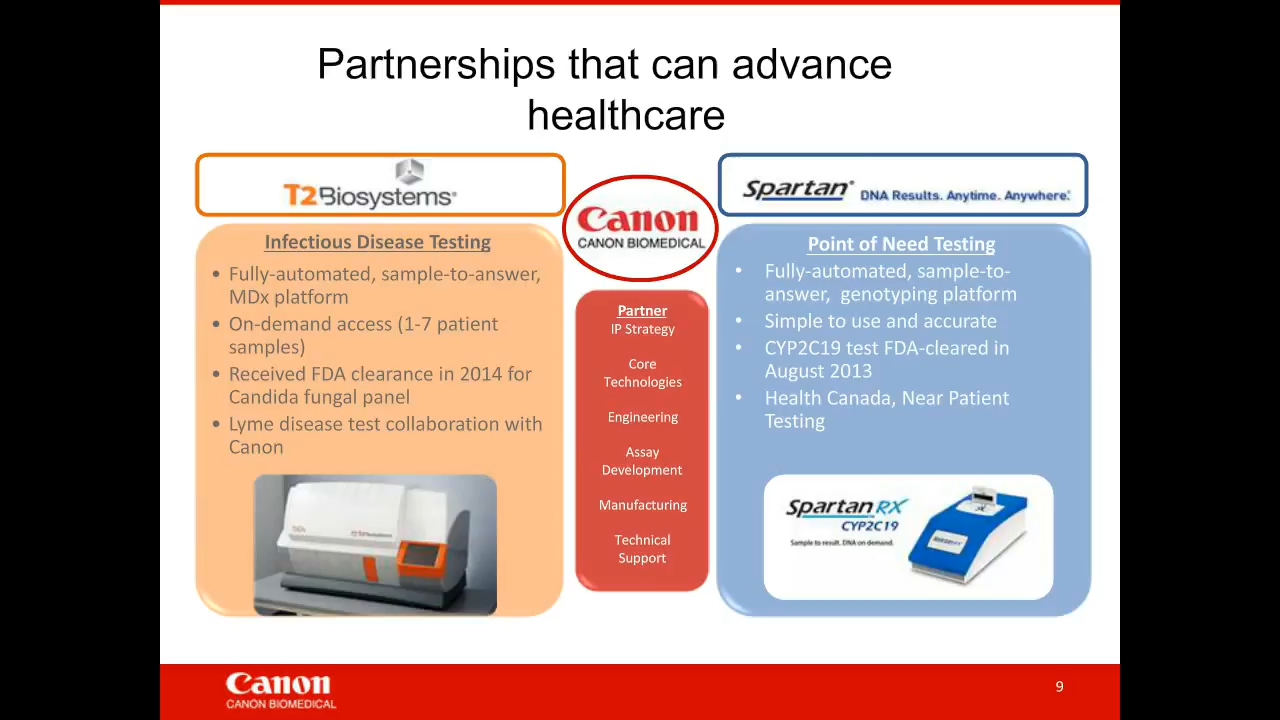 Partnerships that can advance
healthcare
T2Biosystems®
Infectious Disease Testing
• Fully-automated, sample-to-answer,
MDx platform
• On-demand access (1-7 patient
samples)
• Received FDA clearance in 2014 for
Candida fungal panel
• Lyme disease test collaboration with
Canon
Canon
CANON BIOMEDICAL
Partner
IP Strategy
Core
Technologies
Engineering
Assay
Development
Manufacturing
Technical
Support
Spartan® DNA Results. Anytime. Anywhere.
Point of Need Testing
• Fully-automated, sample-to-
answer, genotyping platform
• Simple to use and accurate
• CYP2C19 test FDA-cleared in
August 2013
• Health Canada, Near Patient
Testing
Spartan RX
CYP2C19
Sample to result. DNA on demand.
Canon
CANON BIOMEDICAL
9